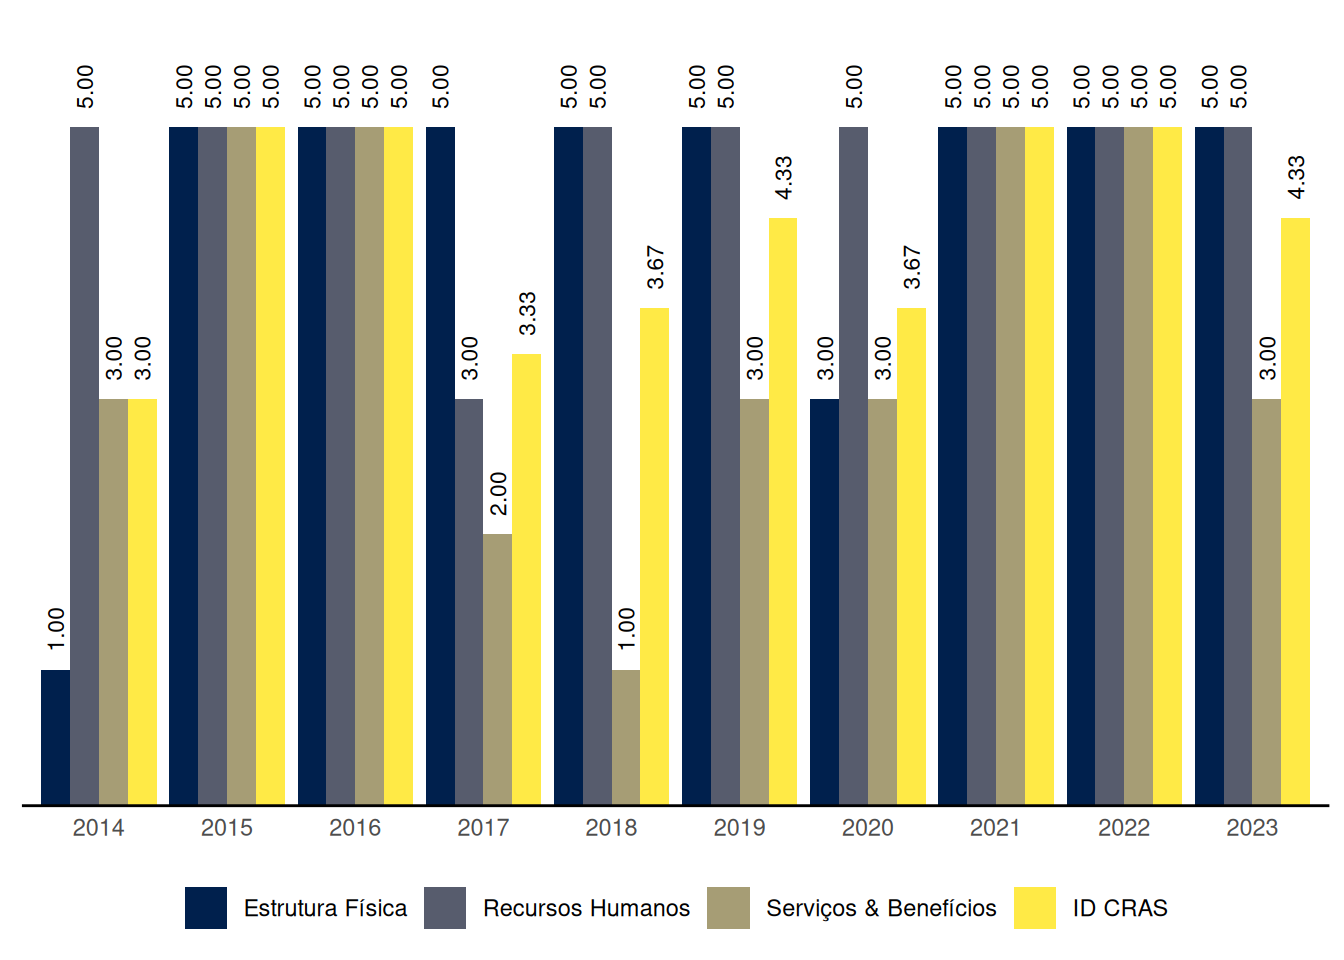 5.00 5.00 5.00 5.00 5.00 5.00 5.00 5.00 5.00 5.00 5.00 5.00 5.00 5.00 5.00 5.00 5.00 5.00 5.00 5.00 5.00 5.00 5.00 5.00 5.00
4.33 4.33
3.67 3.67
3.33
3.00 3.00 3.00 3.00 3.00 3.00 3.00
2.00
1.00 1.00
2014 2015 2016 2017 2018 2019 2020 2021 2022 2023
Estrutura Física Recursos Humanos Serviços & Benefícios ID CRAS